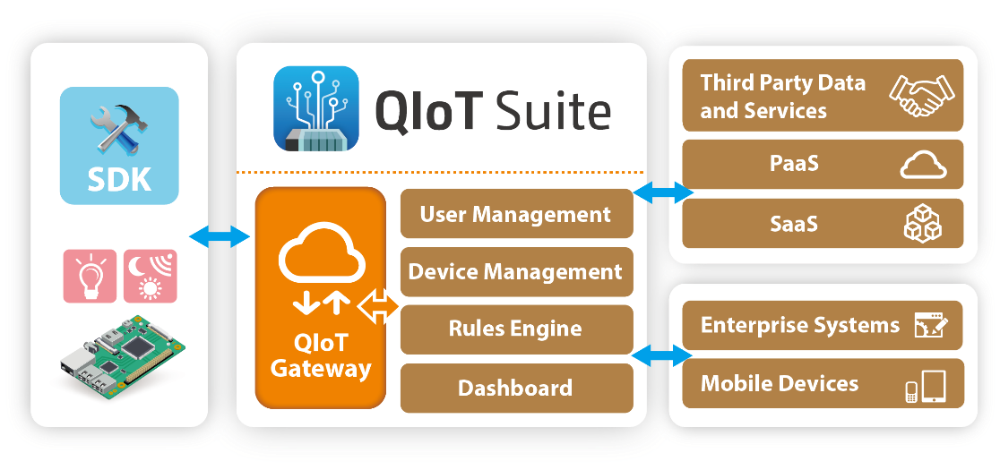 SDK
QIoT Suite
QIoT
Gateway
User Management
Device Management
Rules Engine
Dashboard
Third Party Data
and Services
PaaS
SaaS
Enterprise Systems
Mobile Devices